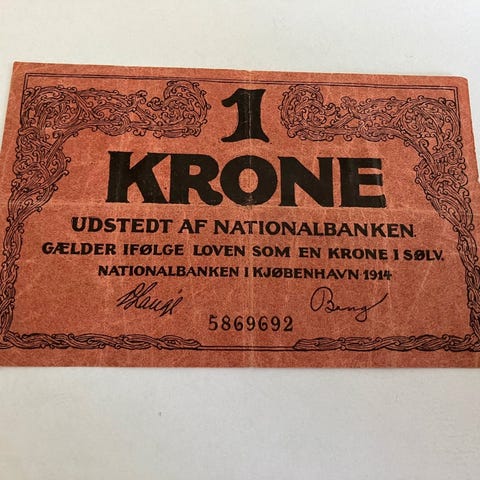 1
KRONE
UDSTEDT AF NATIONALBANKEN.
GÆLDER IFØLGE LOVEN SOM EN KRONE I SØLV.
NATIONALBANKEN I KJØBENHAVN 1914
5869692